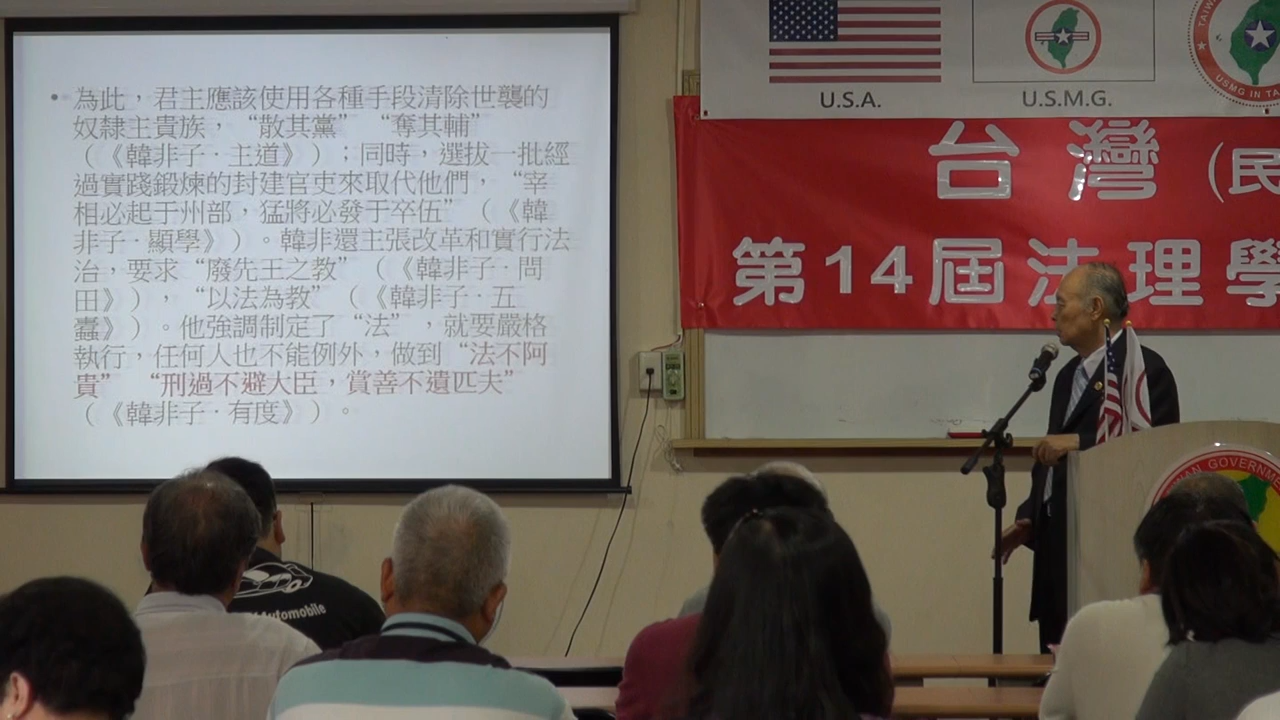 • 為此，君主應該使用各種手段清除世襲的
奴隸主貴族，“散其黨”“奪其輔”
（《韓非子·主道》）；同時，選拔一批經
過實踐鍛煉的封建官吏來取代他們，“宰
相必起于州部，猛將必發于卒伍”（《韓
非子·顯學》）。韓非還主張改革和實行法
治，要求“廢先王之教”（《韓非子·問
田》），“以法為教”（《韓非子·五
蠹》）。他強調制定了“法”，就要嚴格
執行，任何人也不能例外，做到“法不阿
貴”“刑過不避大臣，賞善不遺匹夫”
（《韓非子·有度》）。
U.S.A.
U.S.M.G.
USMG IN TA
台灣（民
第14屆法理學
Automobile
GOVERNME